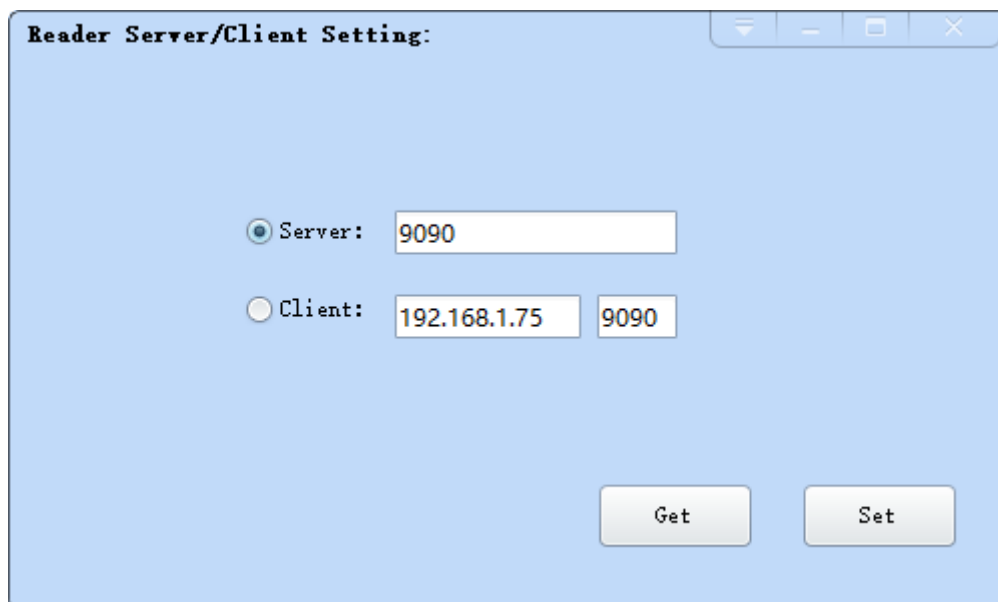 Reader Server/Client Setting:
Server: 9090
Client: 192.168.1.75 9090
Get Set